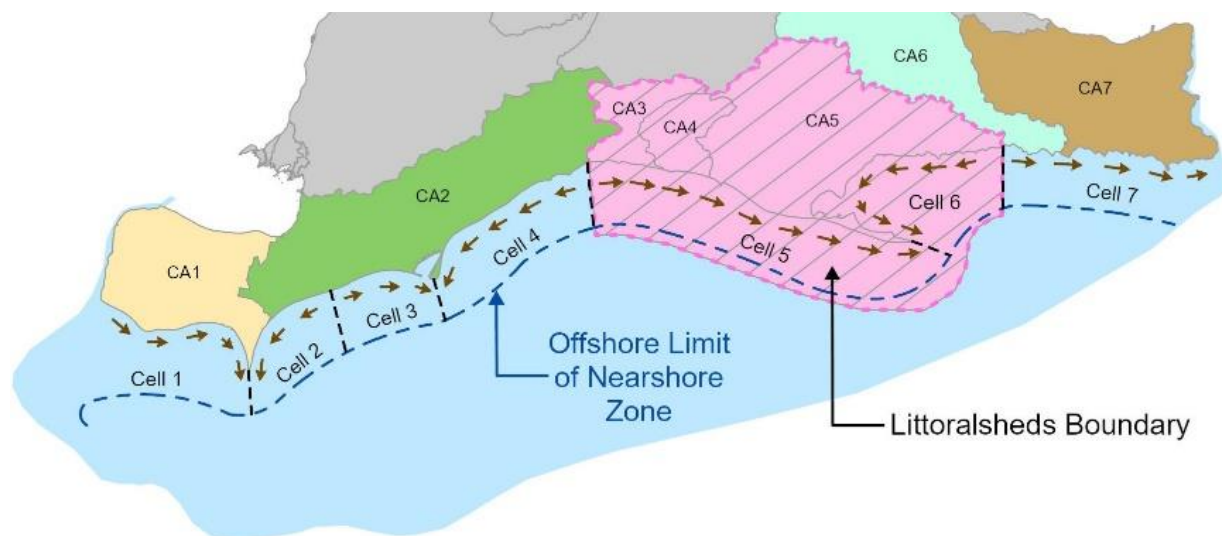 CA6
CA7
CA3
CA4
CA5
CA2
Cell 7
Cell 6
Cell 4
Cell 5
CA1
Cell 3
Cell 2
Cell 1
Offshore Limit
of Nearshore
Zone
Littoralsheds Boundary